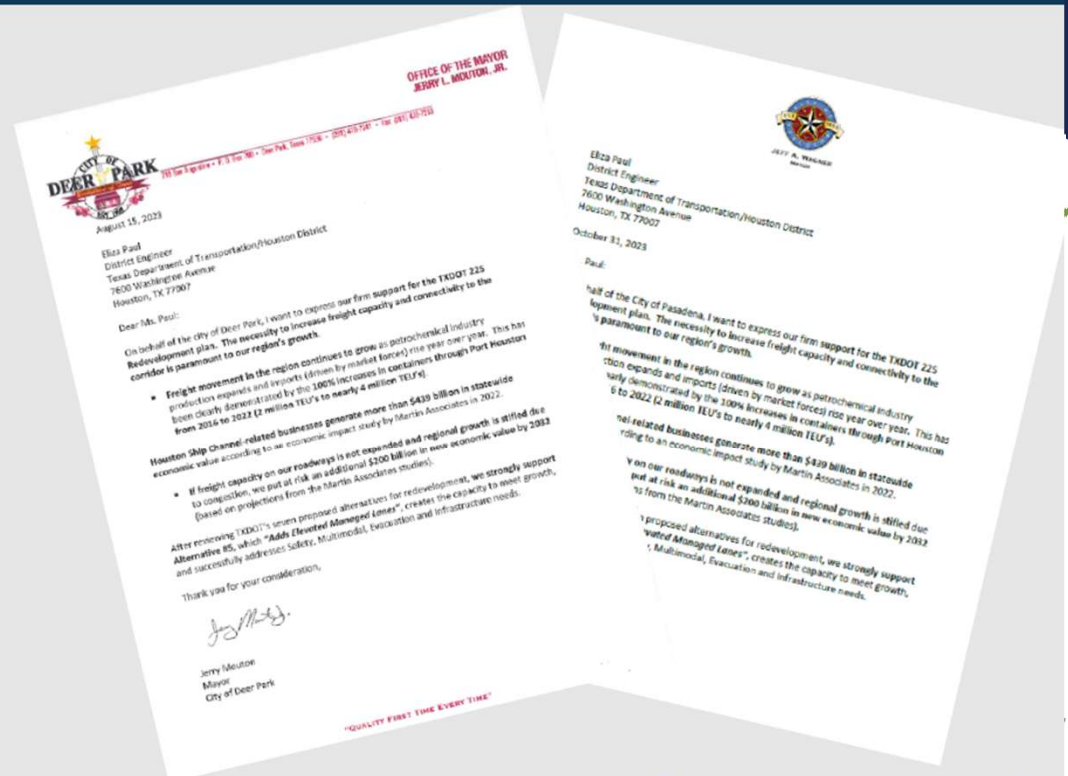 OFFICE OF THE MAYOR
JERRY L. MOUTON, JR.
CITY OF
DEER PARK
August 15, 2023
Eliza Paul
District Engineer
Texas Department of Transportation/Houston District
7600 Washington Avenue
Houston, TX 77007
Dear Ms. Paul:
On behalf of the city of Deer Park, I want to express our firm support for the TXDOT 225
Redevelopment plan. The necessity to increase freight capacity and connectivity to the
corridor is paramount to our region's growth.
• Freight movement in the region continues to grow as petrochemical industry
production expands and imports (driven by market forces) rise year over year. This has
been clearly demonstrated by the 100% increases in containers through Port Houston
from 2016 to 2022 (2 million TEU's to nearly 4 million TEU's).
Houston Ship Channel-related businesses generate more than $439 billion in statewide
economic value according to an economic impact study by Martin Associates in 2022.
• If freight capacity on our roadways is not expanded and regional growth is stifled due
to congestion, we put at risk an additional $200 billion in new economic value by 2032
(based on projections from the Martin Associates studies).
After reviewing TXDOT's seven proposed alternatives for redevelopment, we strongly support
Alternative #5, which "Adds Elevated Managed Lanes", creates the capacity to meet growth,
and successfully addresses Safety, Multimodal, Evacuation and Infrastructure needs.
Thank you for your consideration,
Jerry Mouton
Mayor
City of Deer Park
"QUALITY FIRST TIME EVERY TIME"
JEFF A. WAGNER
MAYOR
Eliza Paul
District Engineer
Texas Department of Transportation/Houston District
7600 Washington Avenue
Houston, TX 77007
October 31, 2023
Paul:
half of the City of Pasadena, I want to express our firm support for the TXDOT 225
lopment plan. The necessity to increase freight capacity and connectivity to the
's paramount to our region's growth.
ht movement in the region continues to grow as petrochemical industry
ction expands and imports (driven by market forces) rise year over year. This has
early demonstrated by the 100% increases in containers through Port Houston
6 to 2022 (2 million TEU's to nearly 4 million TEU's).
nel-related businesses generate more than $439 billion in statewide
rding to an economic impact study by Martin Associates in 2022.
y on our roadways is not expanded and regional growth is stifled due
put at risk an additional $200 billion in new economic value by 2032
ns from the Martin Associates studies).
proposed alternatives for redevelopment, we strongly support
evated Managed Lanes", creates the capacity to meet growth,
, Multimodal, Evacuation and Infrastructure needs.